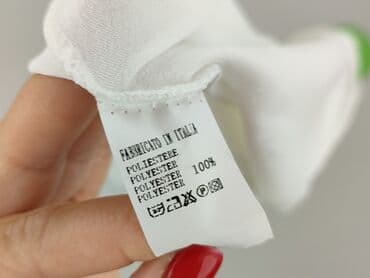 FABBRICATO IN ITALIA
POLIESTERE
POLYESTER
POLYESTER 100%
POLYESTER